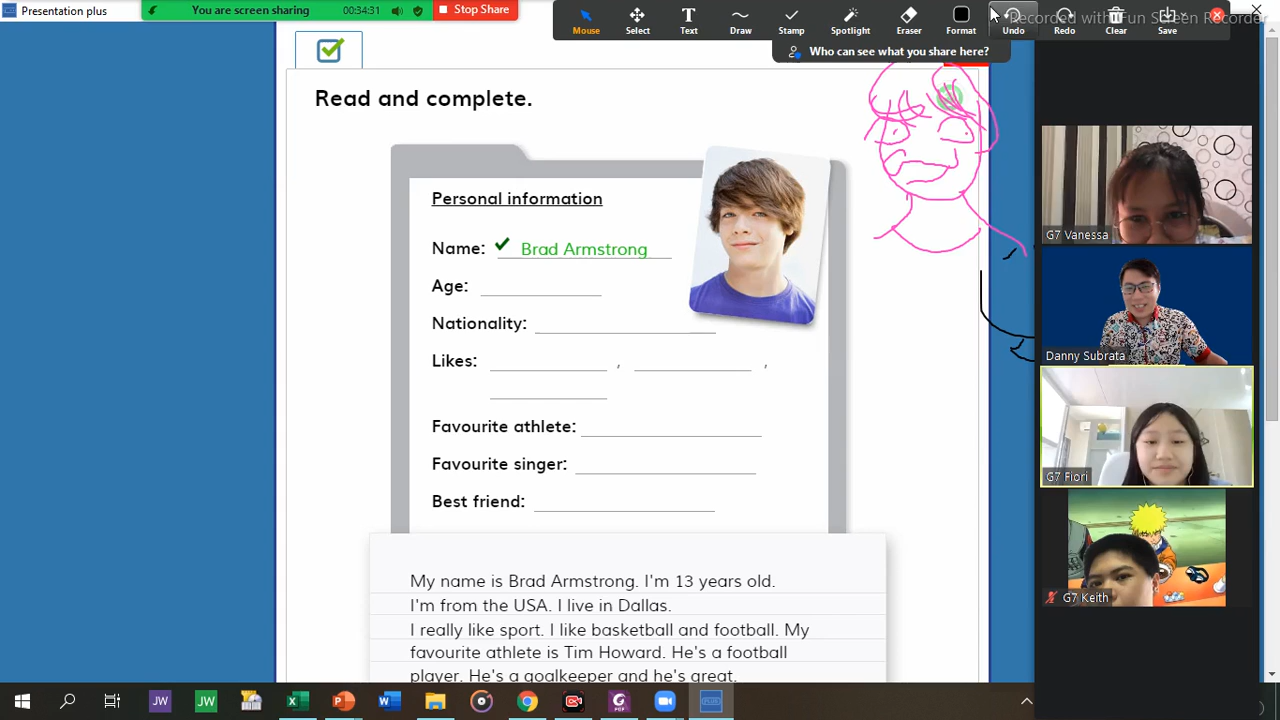 Presentation plus
You are screen sharing
00:34:31
Stop Share
Mouse
Select
Text
Draw
Stamp
Spotlight
Eraser
Format
Undo
Redo
Clear
Save
Recorded with Fun Screen Recorder
Who can see what you share here?
Read and complete.
Personal information
Name: Brad Armstrong
Age:
Nationality:
Likes: , ,
Favourite athlete:
Favourite singer:
Best friend:
My name is Brad Armstrong. I'm 13 years old.
I'm from the USA. I live in Dallas.
I really like sport. I like basketball and football. My
favourite athlete is Tim Howard. He's a football
player. He's a goalkeeper and he's great.
G7 Vanessa
Danny Subrata
G7 Fiori
G7 Keith
JW
JW